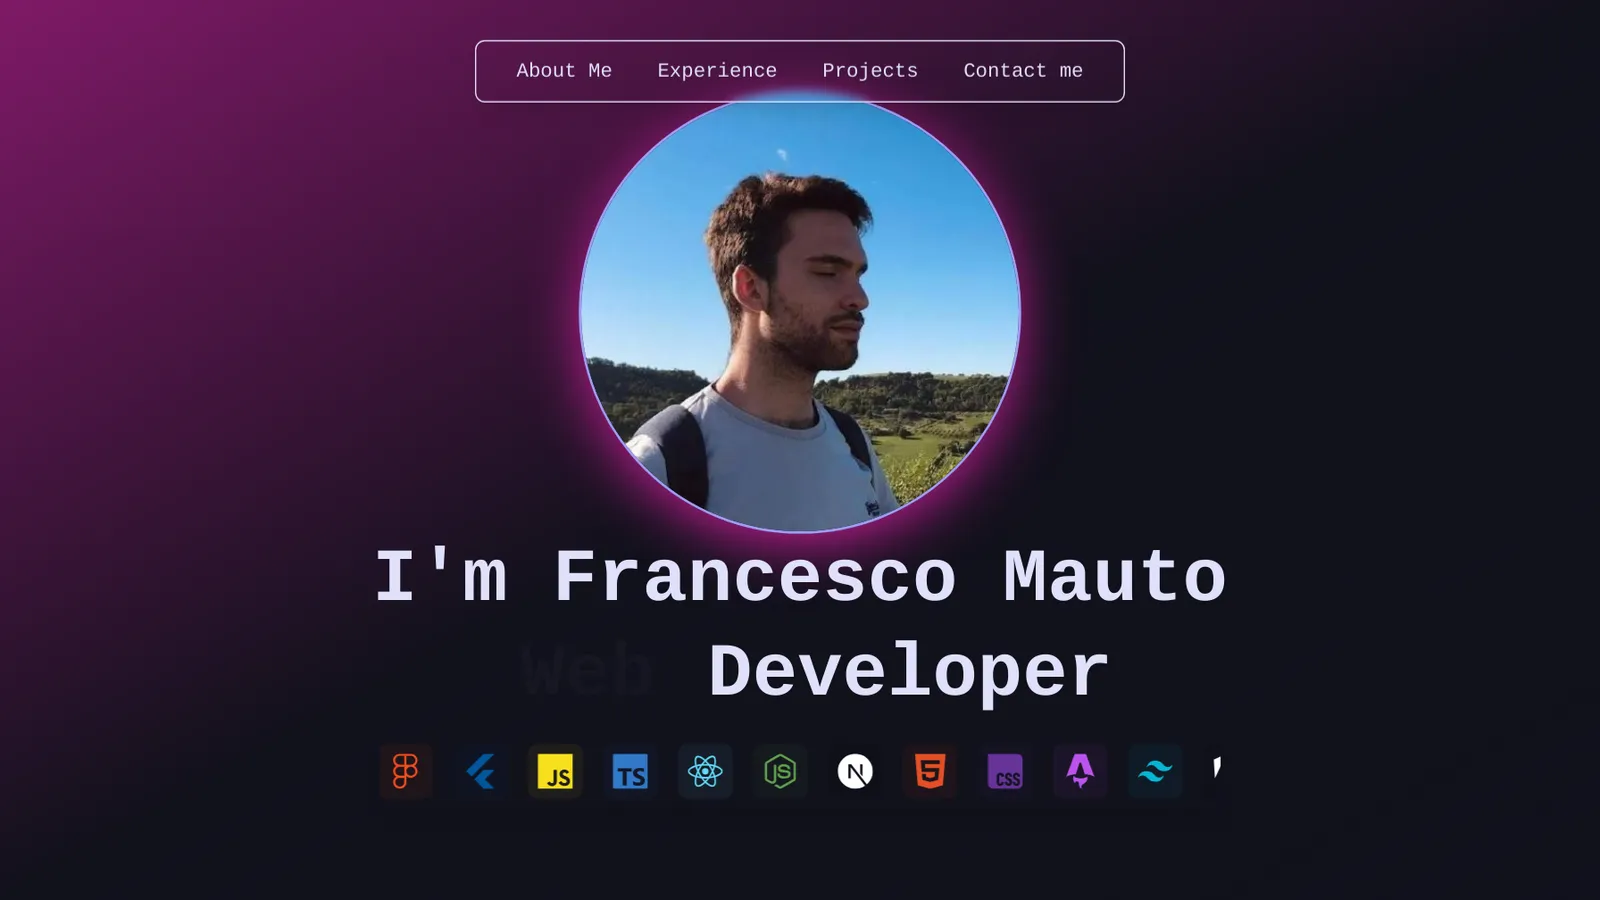 About Me Experience Projects Contact me
I'm Francesco Mauto
Web Developer
JS TS JS N 5 CSS